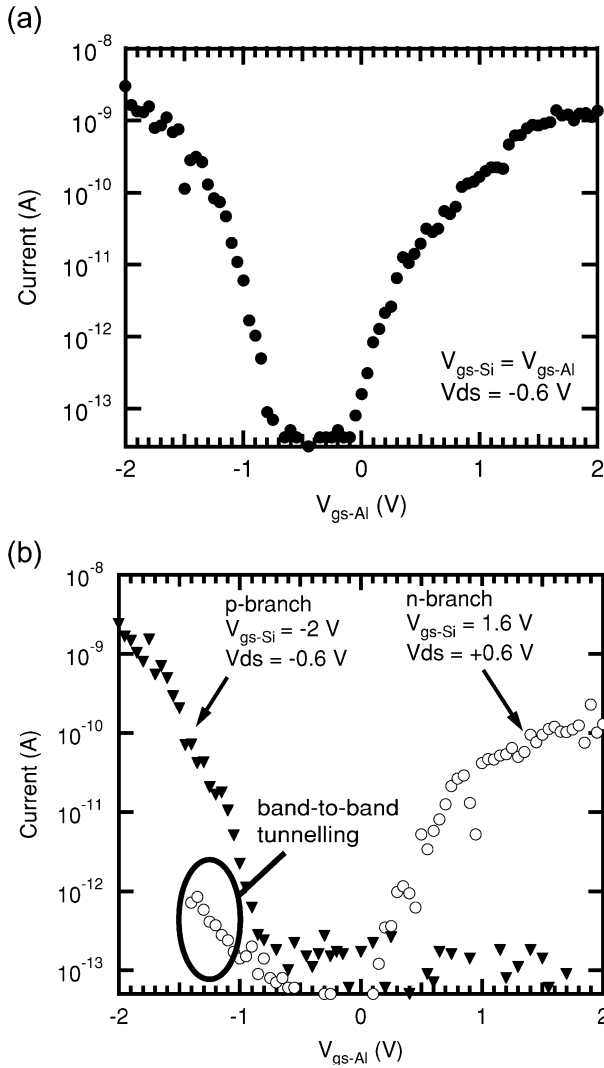 (a)
10⁻⁸
10⁻⁹
10⁻¹⁰
10⁻¹¹
10⁻¹²
10⁻¹³
Current (A)
V_gs-Si = V_gs-Al
Vds = -0.6 V
-2 -1 0 1 2
V_gs-Al (V)
(b)
10⁻⁸
10⁻⁹
10⁻¹⁰
10⁻¹¹
10⁻¹²
10⁻¹³
Current (A)
p-branch
V_gs-Si = -2 V
Vds = -0.6 V
n-branch
V_gs-Si = 1.6 V
Vds = +0.6 V
band-to-band
tunnelling
-2 -1 0 1 2
V_gs-Al (V)